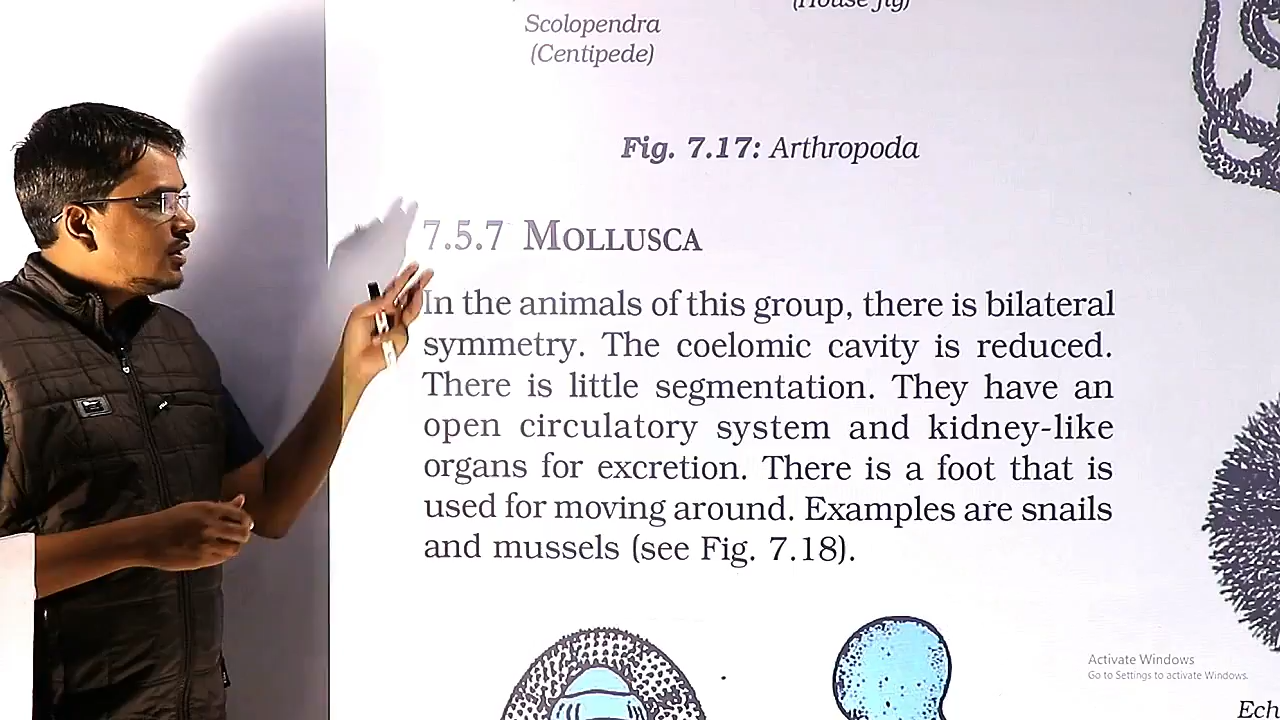 (House fly)
Scolopendra
(Centipede)
Fig. 7.17: Arthropoda
7.5.7 MOLLUSCA
In the animals of this group, there is bilateral
symmetry. The coelomic cavity is reduced.
There is little segmentation. They have an
open circulatory system and kidney-like
organs for excretion. There is a foot that is
used for moving around. Examples are snails
and mussels (see Fig. 7.18).
Activate Windows
Go to Settings to activate Windows.
Ech